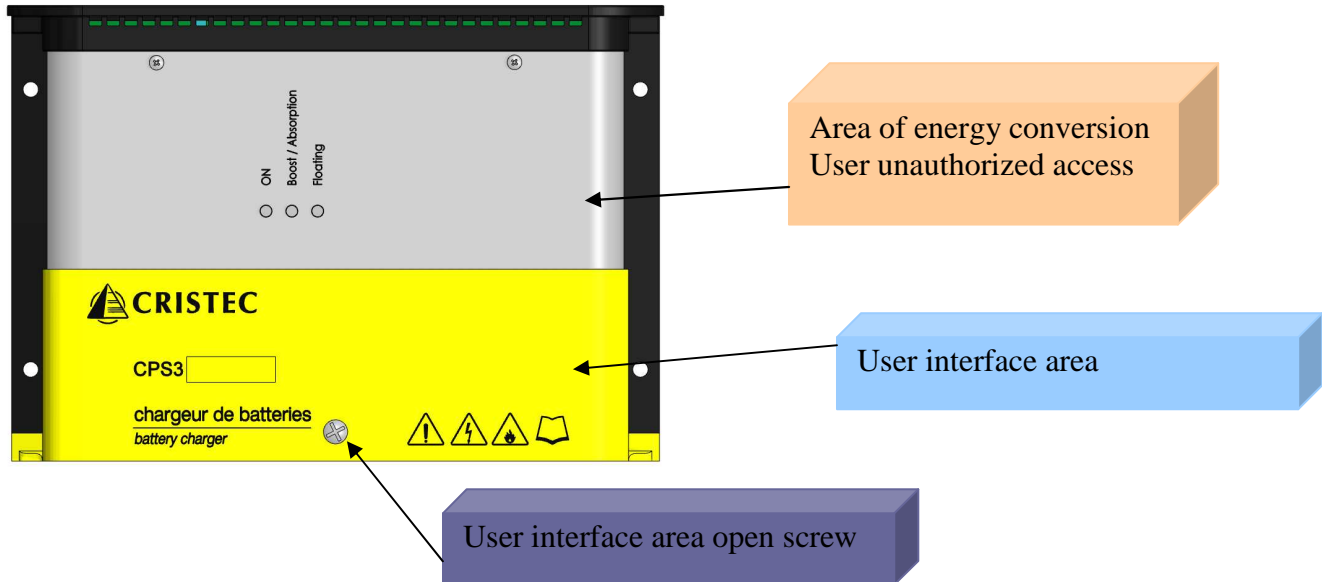 ON
Boost / Absorption
Floating
Area of energy conversion
User unauthorized access
CRISTEC
User interface area
CPS3
chargeur de batteries
battery charger
User interface area open screw